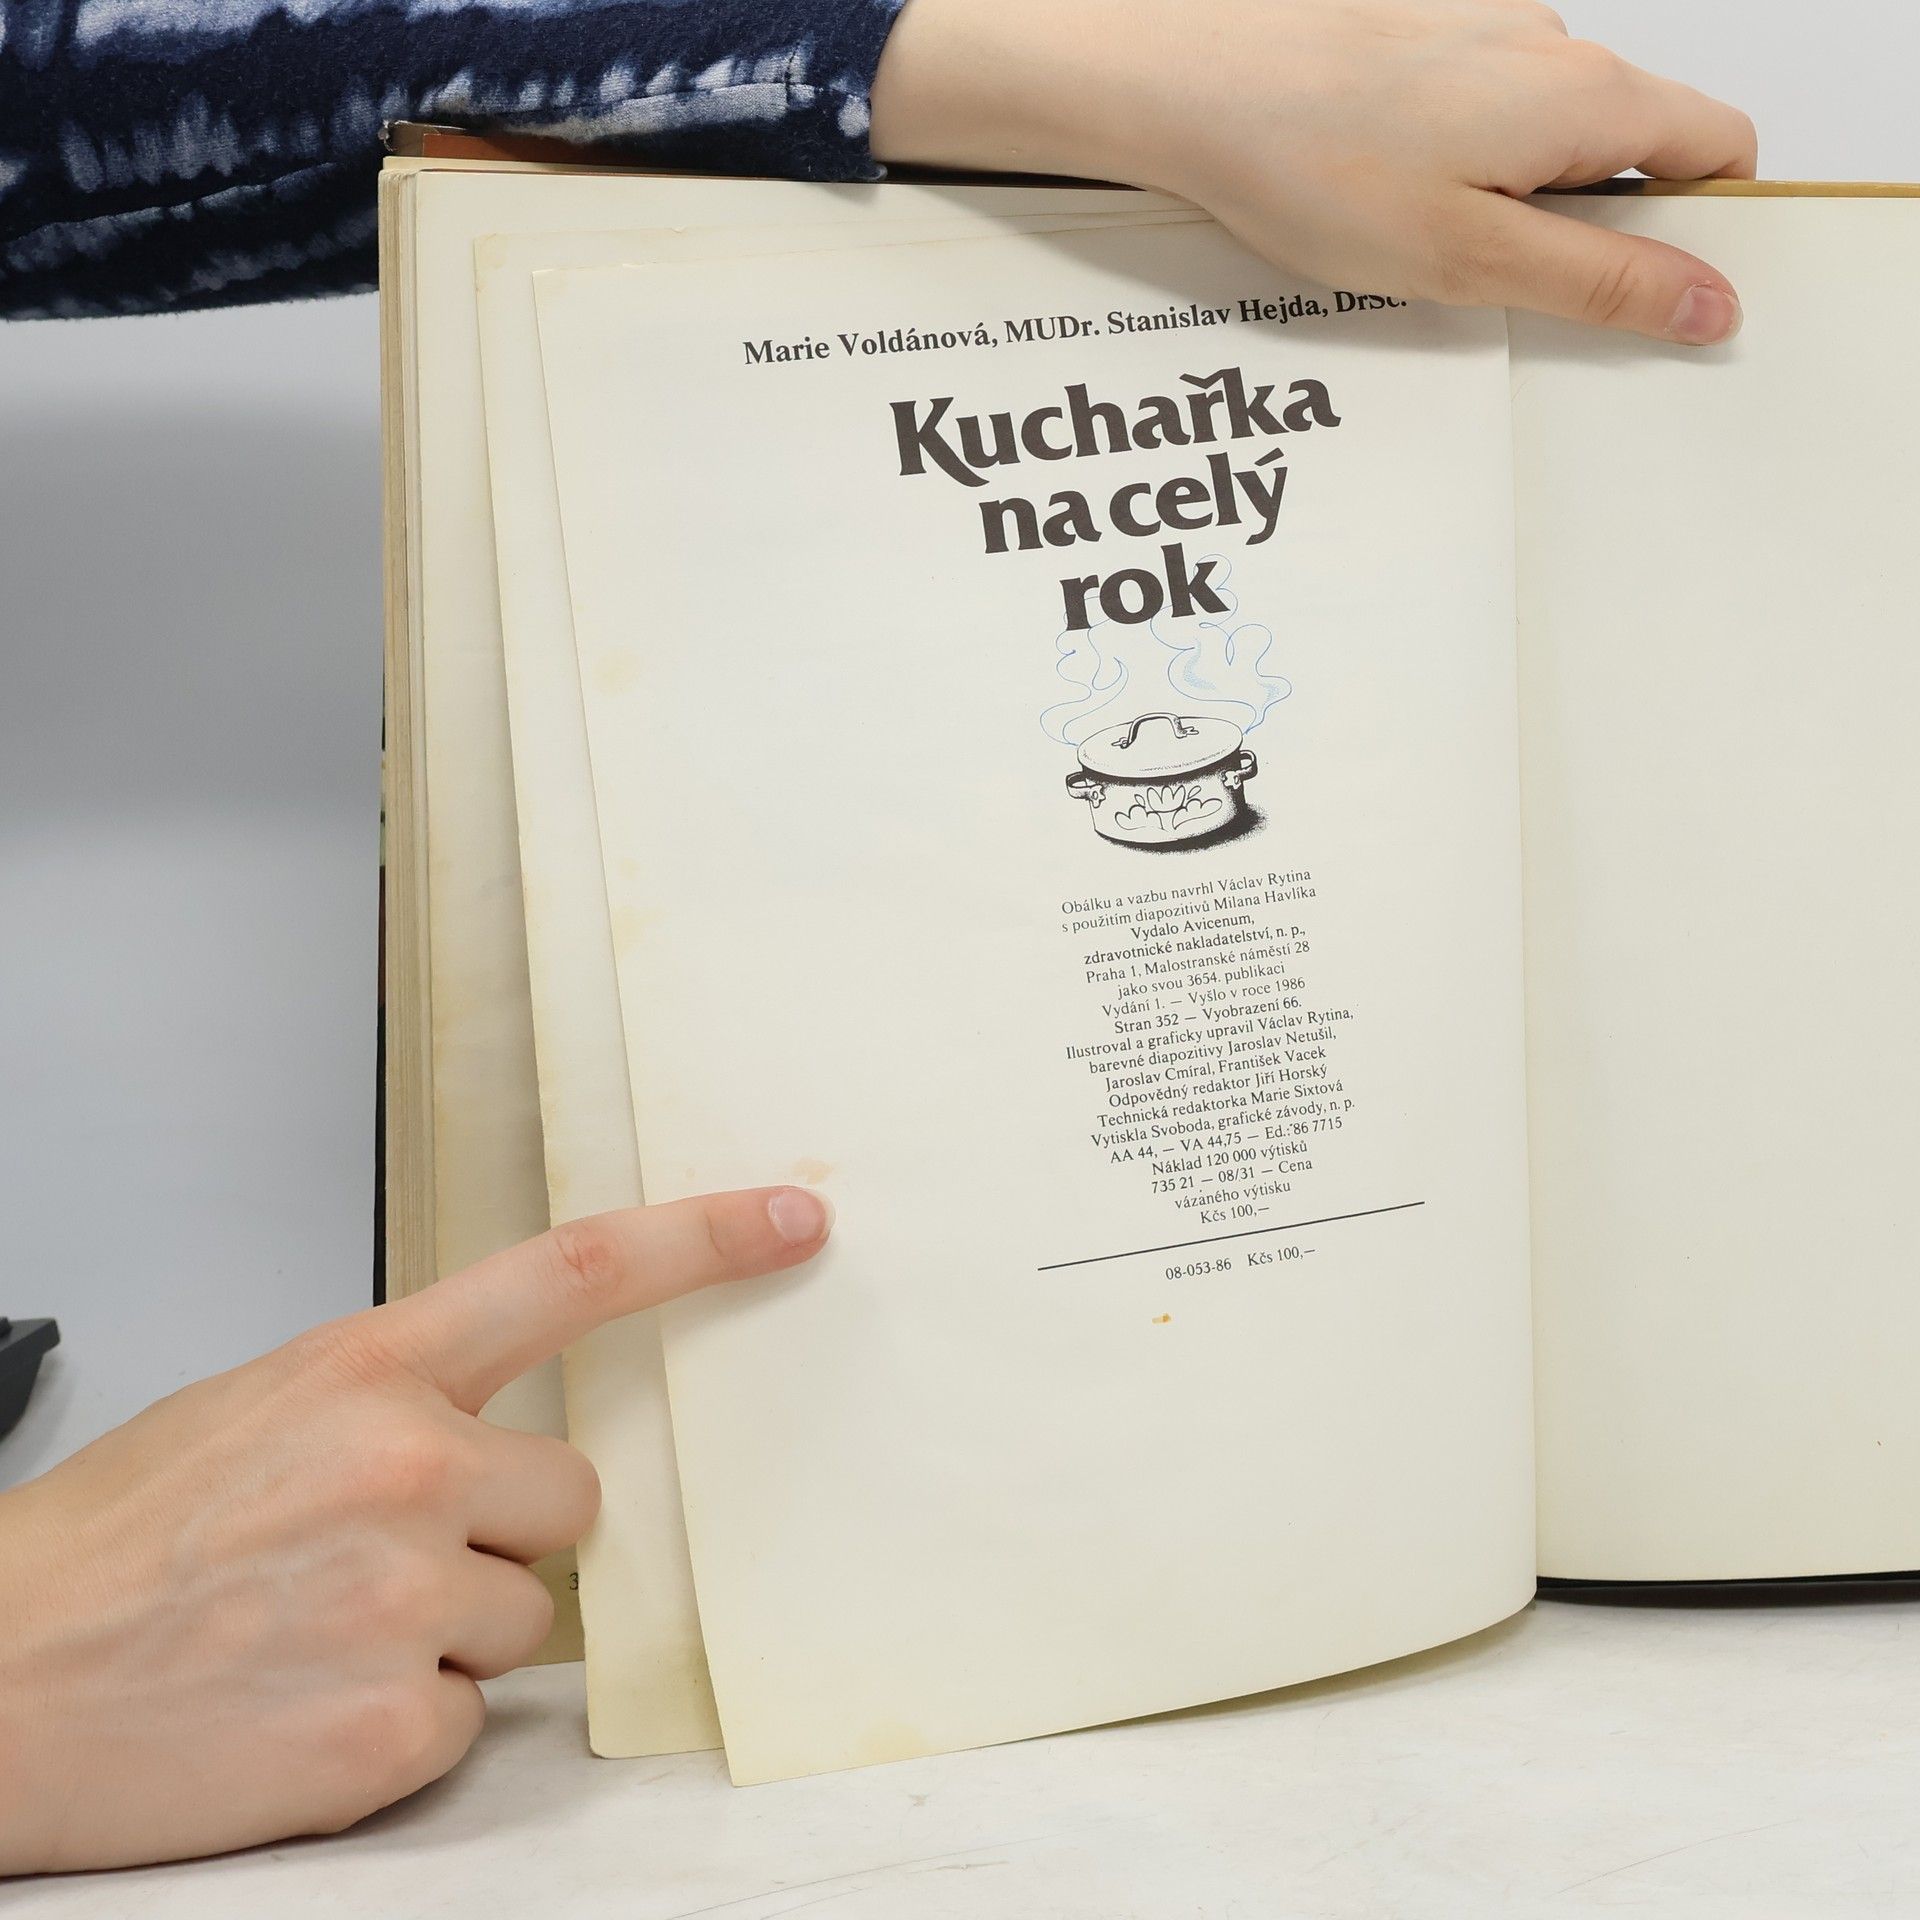 Marie Voldánová, MUDr. Stanislav Hejda, DrSc.
Kuchařka
na celý
rok
Obálku a vazbu navrhl Václav Rytina
s použitím diapozitivů Milana Havlíka
Vydalo Avicenum,
zdravotnické nakladatelství, n. p.,
Praha 1, Malostranské náměstí 28
jako svou 3654. publikaci
Vydání 1. — Vyšlo v roce 1986
Stran 352 — Vyobrazení 66.
Ilustroval a graficky upravil Václav Rytina,
barevné diapozitivy Jaroslav Netušil,
Jaroslav Cmíral, František Vacek
Odpovědný redaktor Jiří Horský
Technická redaktorka Marie Sixtová
Vytiskla Svoboda, grafické závody, n. p.
AA 44, — VA 44,75 — Ed.: 86 7715
Náklad 120 000 výtisků
735 21 — 08/31 — Cena
vázaného výtisku
Kčs 100,—
08-053-86 Kčs 100,—